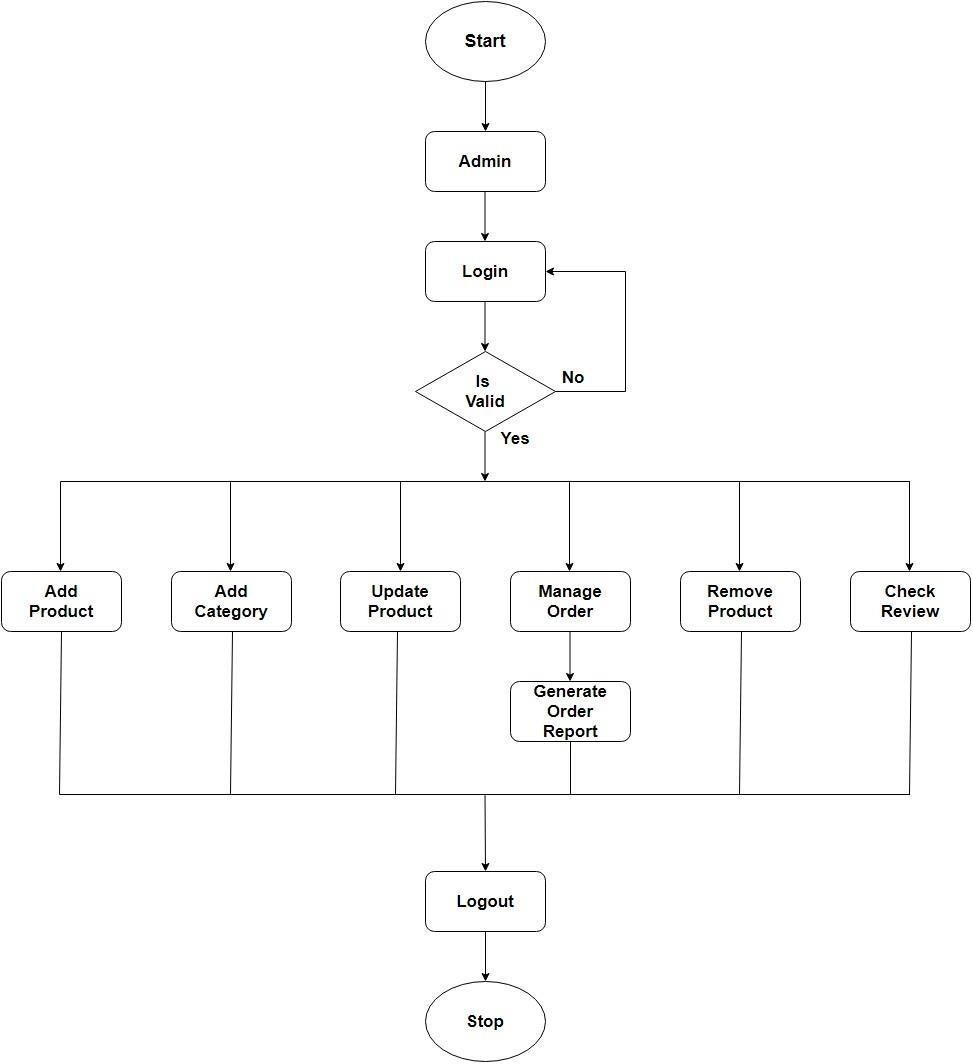 Start
Admin
Login
Is
Valid
No
Yes
Add
Product
Add
Category
Update
Product
Manage
Order
Remove
Product
Check
Review
Generate
Order
Report
Logout
Stop